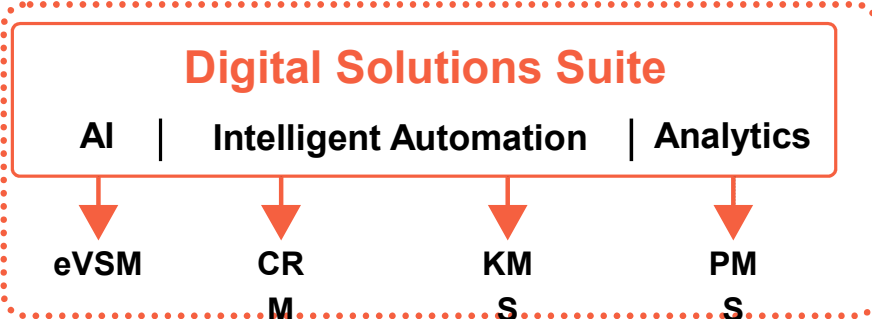 Digital Solutions Suite
AI | Intelligent Automation | Analytics
eVSM CR KM PM
M S S